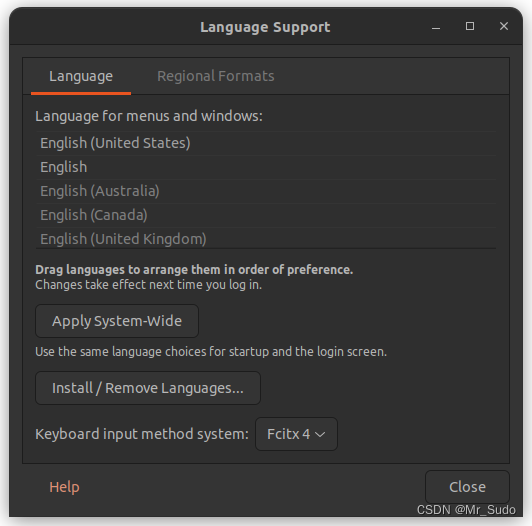 Language Support
Language Regional Formats
Language for menus and windows:
English (United States)
English
English (Australia)
English (Canada)
English (United Kingdom)
Drag languages to arrange them in order of preference.
Changes take effect next time you log in.
Apply System-Wide
Use the same language choices for startup and the login screen.
Install / Remove Languages...
Keyboard input method system: Fcitx 4
Help Close
CSDN @Mr_Sudo